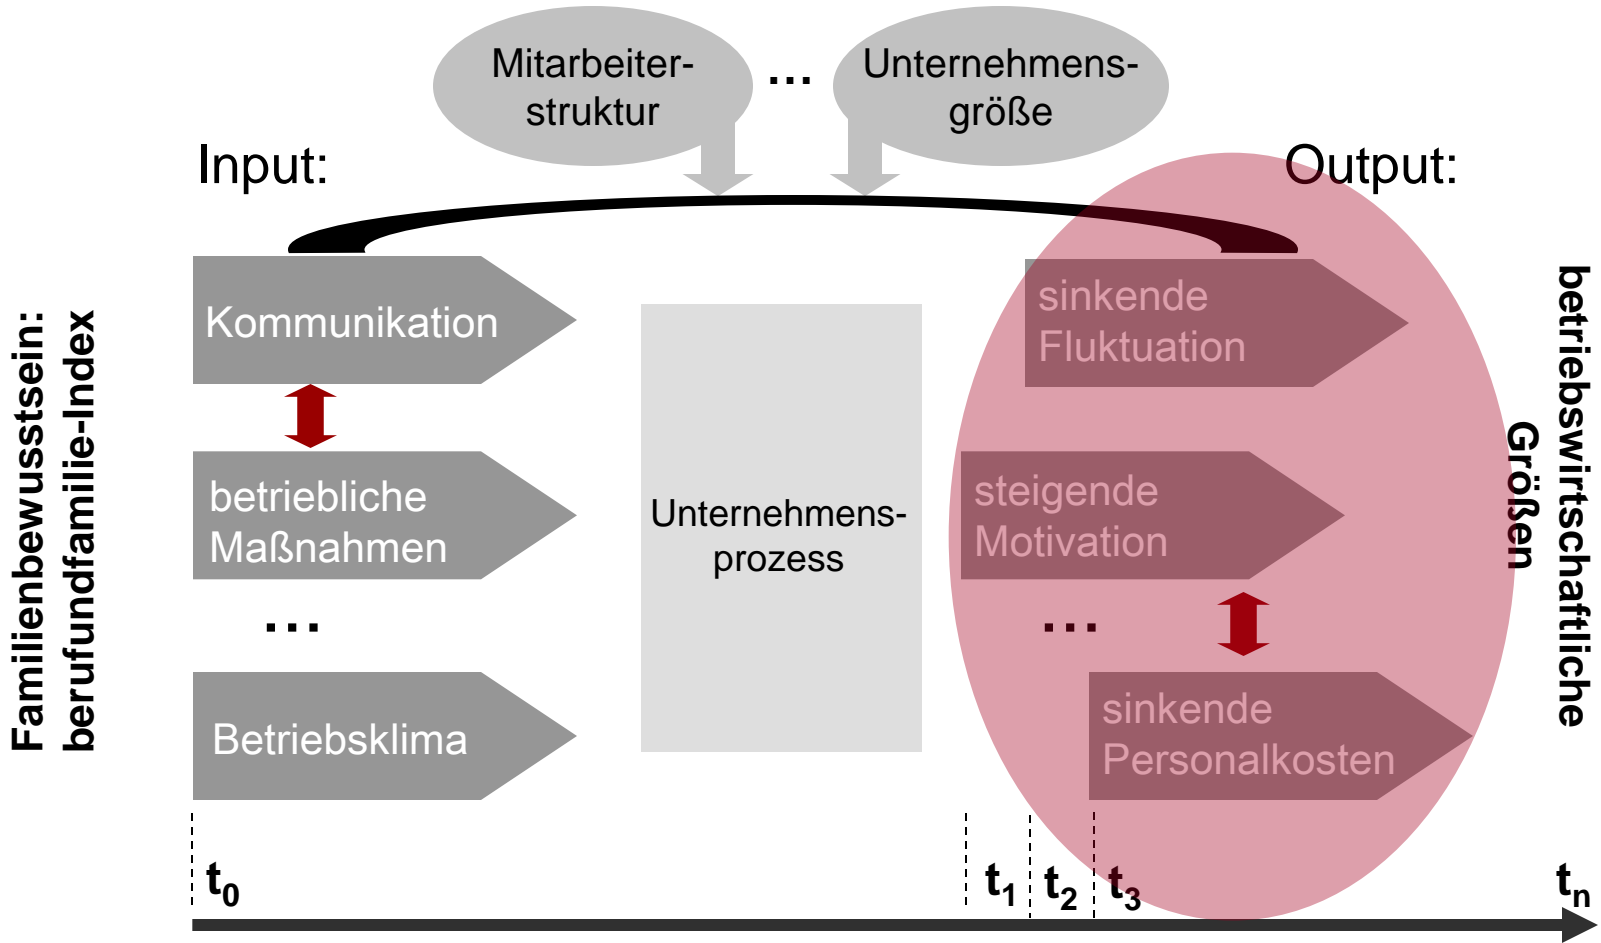 Mitarbeiter-
struktur
...
Unternehmens-
größe
Input:
Output:
Familienbewusstsein:
berufundfamilie-Index
Kommunikation
betriebliche
Maßnahmen
...
Betriebsklima
Unternehmens-
prozess
sinkende
Fluktuation
steigende
Motivation
...
sinkende
Personalkosten
betriebswirtschaftliche
Größen
t0
t1
t2
t3
tn